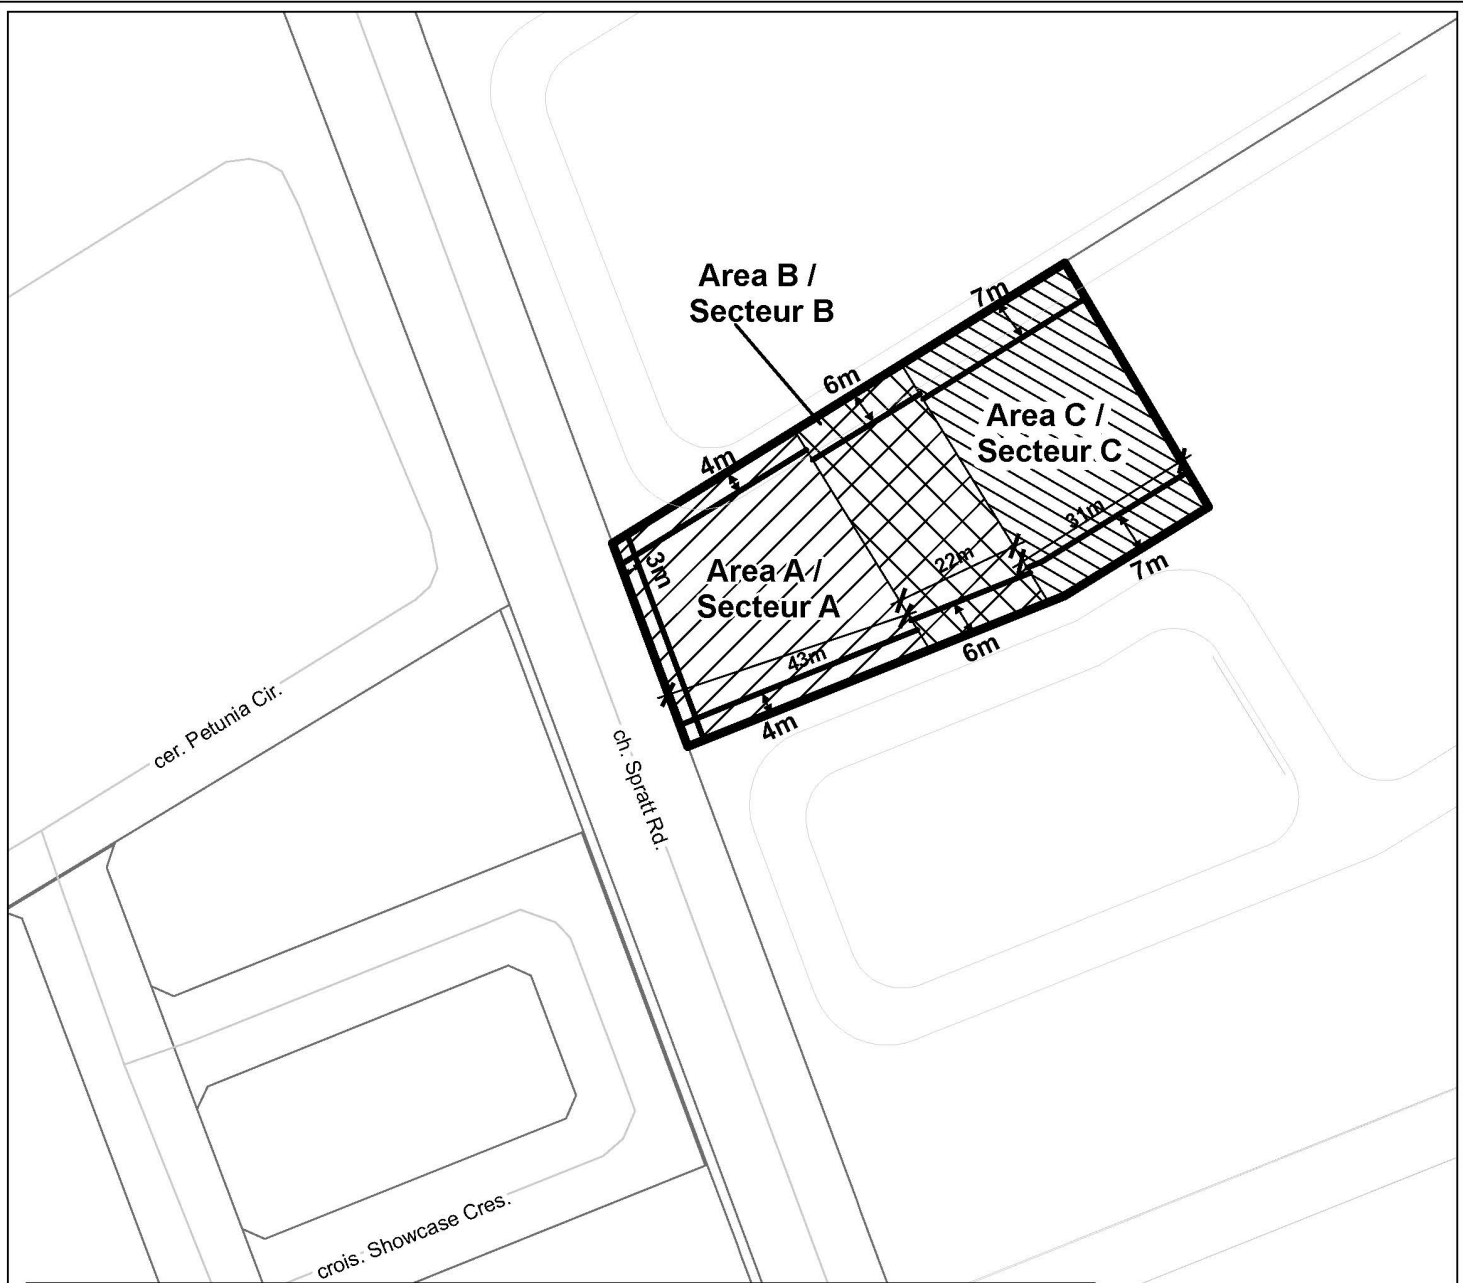 Area B /
Secteur B
7m
6m
4m
Area C /
Secteur C
31m
22m
7m
3m
Area A /
Secteur A
43m
6m
4m
cer. Petunia Cir.
ch. Spratt Rd.
crois. Showcase Cres.